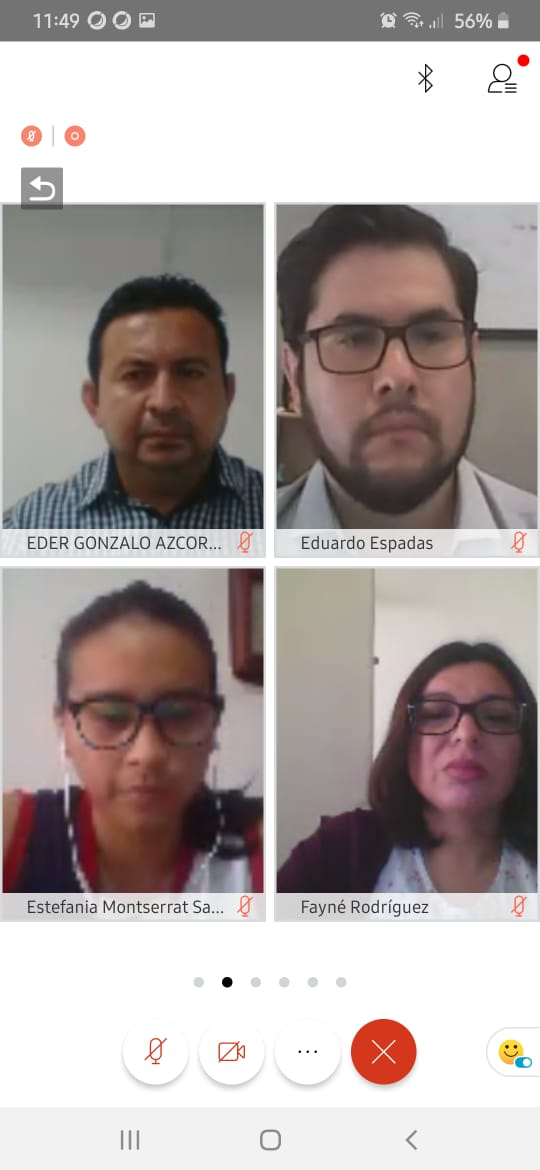 11:49
56%
EDER GONZALO AZCOR...
Eduardo Espadas
Estefania Montserrat Sa...
Fayné Rodríguez